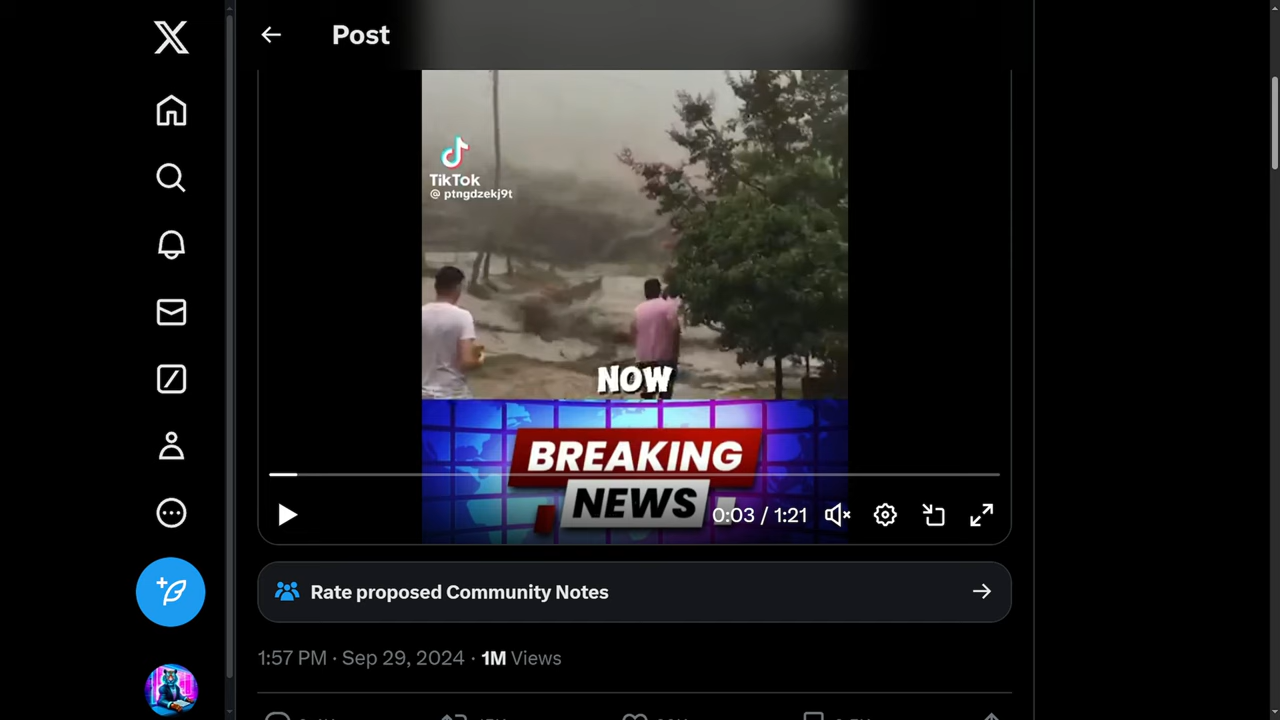 Post
TikTok
@ ptngdzekj9t
NOW
BREAKING
NEWS
0:03 / 1:21
Rate proposed Community Notes
1:57 PM · Sep 29, 2024 · 1M Views